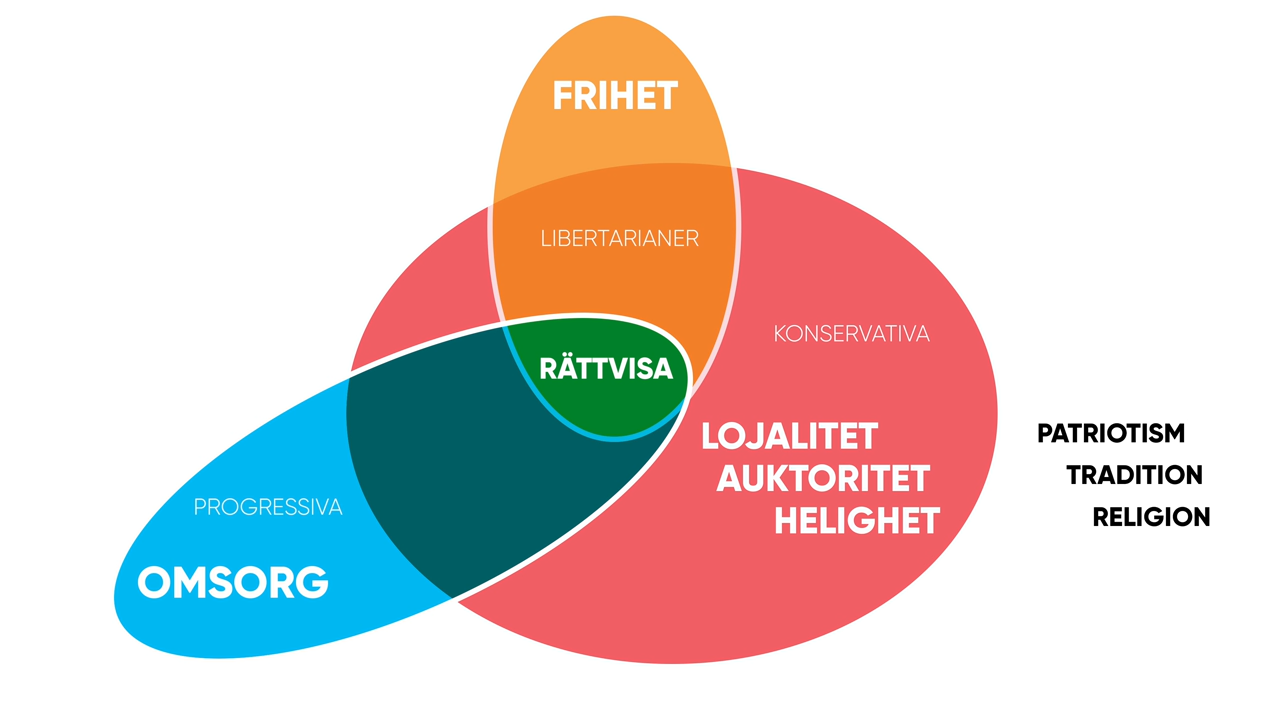 FRIHET
LIBERTARIANER
KONSERVATIVA
RÄTTVISA
LOJALITET
AUKTORITET
HELIGHET
PATRIOTISM
TRADITION
RELIGION
PROGRESSIVA
OMSORG